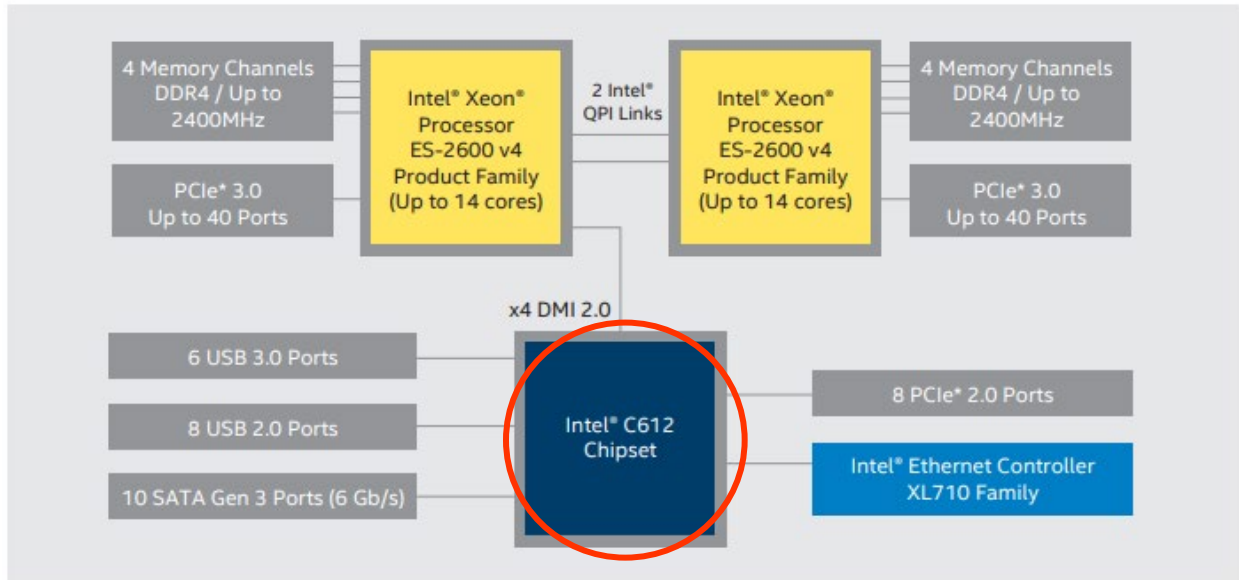 4 Memory Channels
DDR4 / Up to
2400MHz
PCIe* 3.0
Up to 40 Ports
Intel® Xeon®
Processor
ES-2600 v4
Product Family
(Up to 14 cores)
2 Intel®
QPI Links
Intel® Xeon®
Processor
ES-2600 v4
Product Family
(Up to 14 cores)
4 Memory Channels
DDR4 / Up to
2400MHz
PCIe* 3.0
Up to 40 Ports
x4 DMI 2.0
6 USB 3.0 Ports
8 USB 2.0 Ports
10 SATA Gen 3 Ports (6 Gb/s)
Intel® C612
Chipset
8 PCIe* 2.0 Ports
Intel® Ethernet Controller
XL710 Family